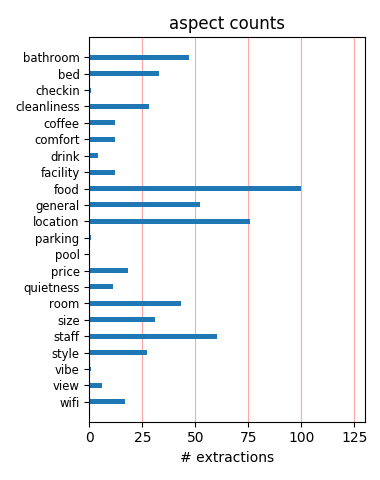 aspect counts
bathroom
bed
checkin
cleanliness
coffee
comfort
drink
facility
food
general
location
parking
pool
price
quietness
room
size
staff
style
vibe
view
wifi
0 25 50 75 100 125
# extractions